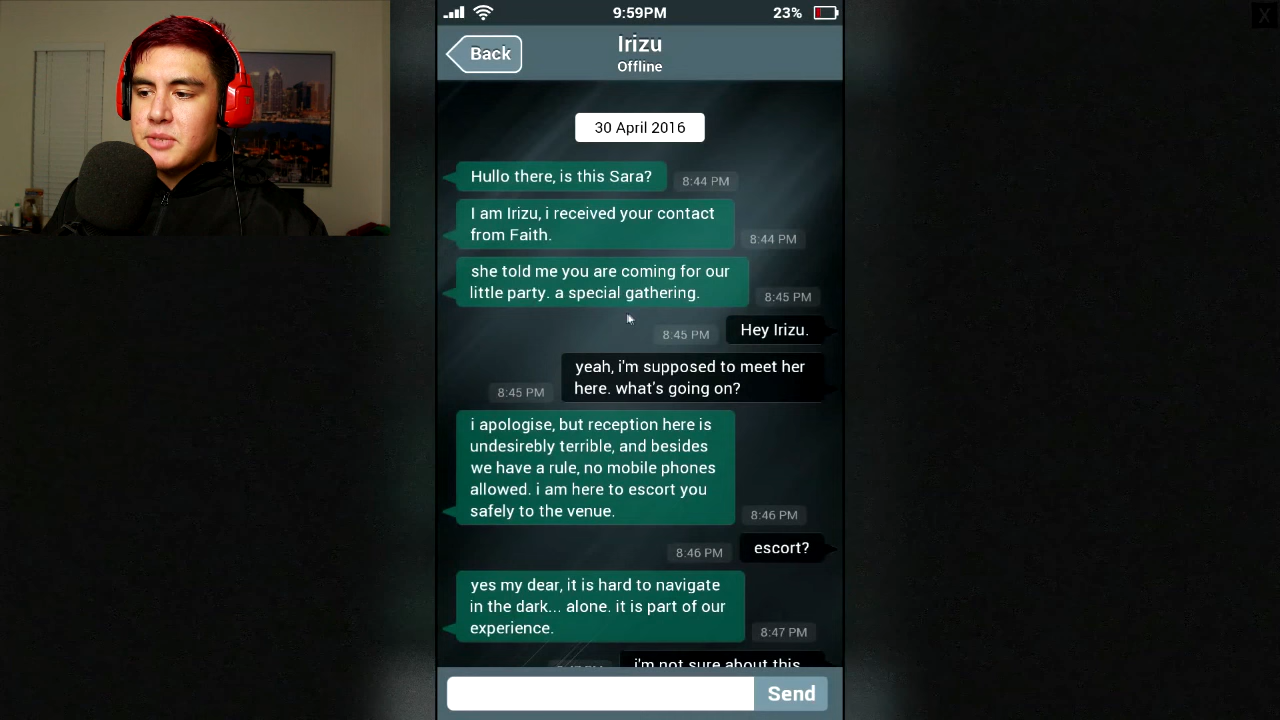 9:59PM
23%
X
Back
Irizu
Offline
30 April 2016
Hullo there, is this Sara?
8:44 PM
I am Irizu, i received your contact
from Faith.
8:44 PM
she told me you are coming for our
little party. a special gathering.
8:45 PM
8:45 PM
Hey Irizu.
yeah, i'm supposed to meet her
here. what's going on?
8:45 PM
i apologise, but reception here is
undesirebly terrible, and besides
we have a rule, no mobile phones
allowed. i am here to escort you
safely to the venue.
8:46 PM
8:46 PM
escort?
yes my dear, it is hard to navigate
in the dark... alone. it is part of our
experience.
8:47 PM
i'm not sure about this
Send